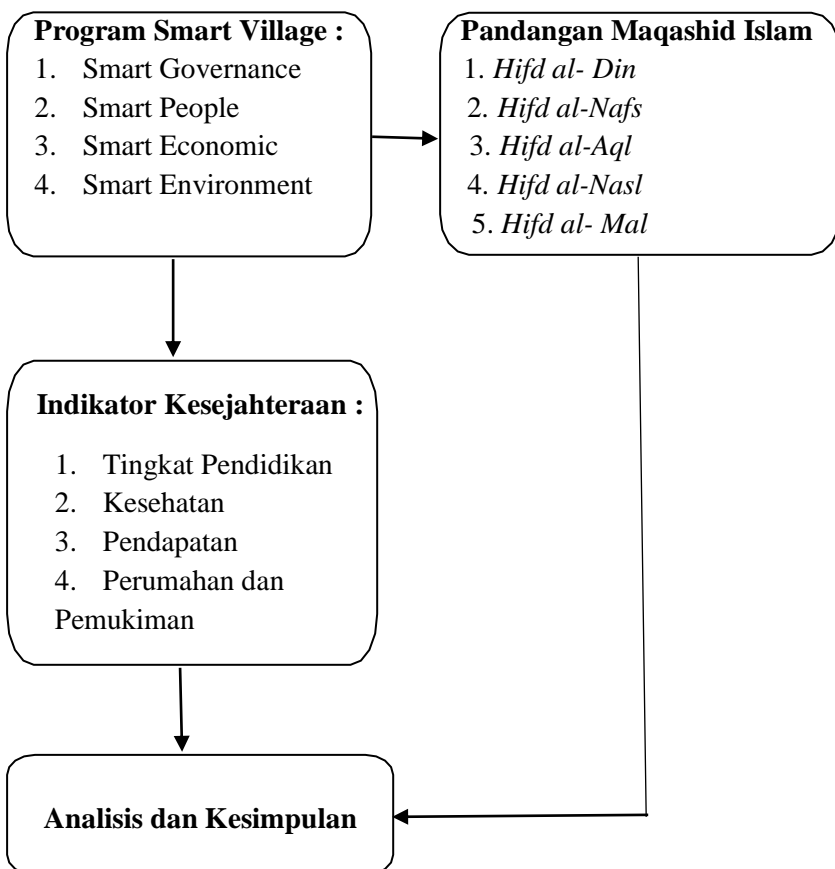 Program Smart Village :
1. Smart Governance
2. Smart People
3. Smart Economic
4. Smart Environment
Pandangan Maqashid Islam
1. Hifd al- Din
2. Hifd al-Nafs
3. Hifd al-Aql
4. Hifd al-Nasl
5. Hifd al- Mal
Indikator Kesejahteraan :
1. Tingkat Pendidikan
2. Kesehatan
3. Pendapatan
4. Perumahan dan
Pemukiman
Analisis dan Kesimpulan